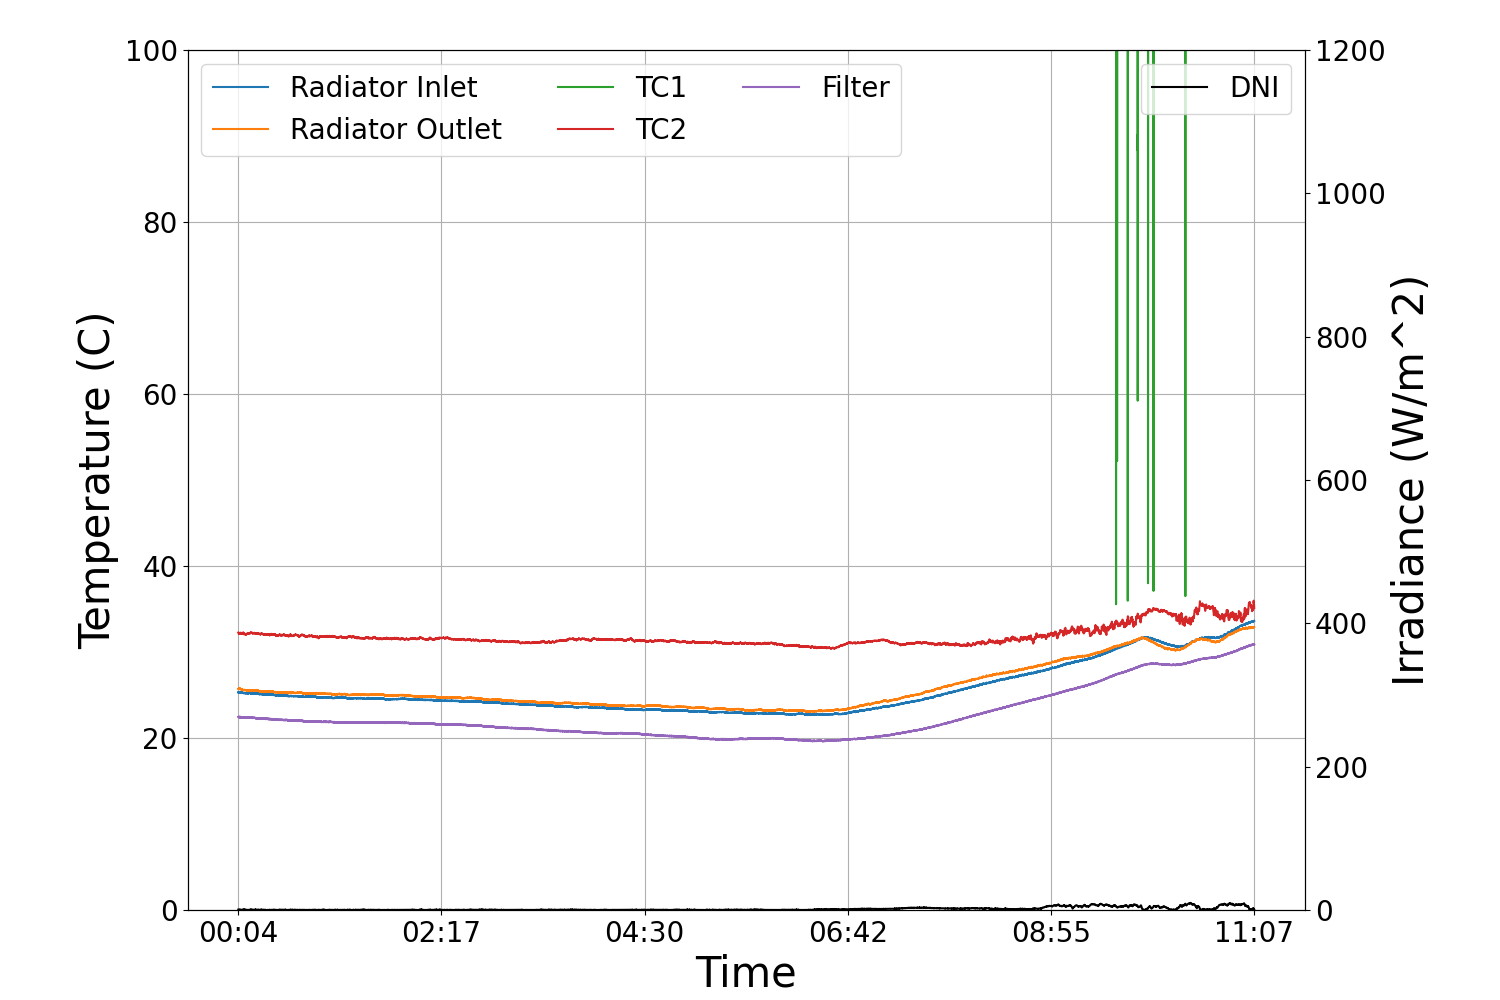 100
80
60
40
20
0
Temperature (C)
Radiator Inlet
Radiator Outlet
TC1
TC2
Filter
DNI
1200
1000
800
600
400
200
0
Irradiance (W/m^2)
00:04 02:17 04:30 06:42 08:55 11:07
Time